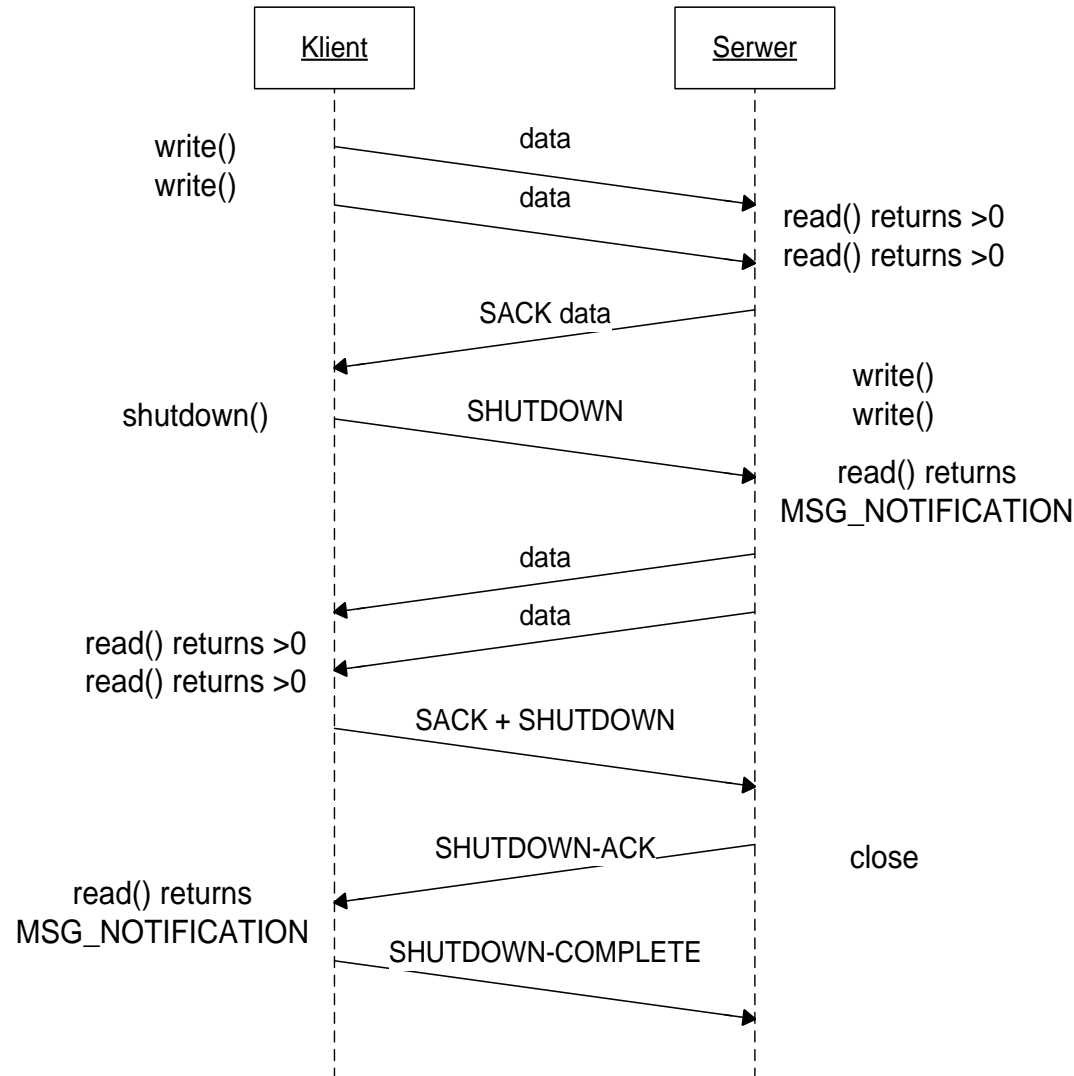 Klient
Serwer
write()
data
write()
data
read() returns >0
read() returns >0
SACK data
write()
shutdown()
SHUTDOWN
write()
read() returns
MSG_NOTIFICATION
data
data
read() returns >0
read() returns >0
SACK + SHUTDOWN
SHUTDOWN-ACK
close
read() returns
MSG_NOTIFICATION
SHUTDOWN-COMPLETE